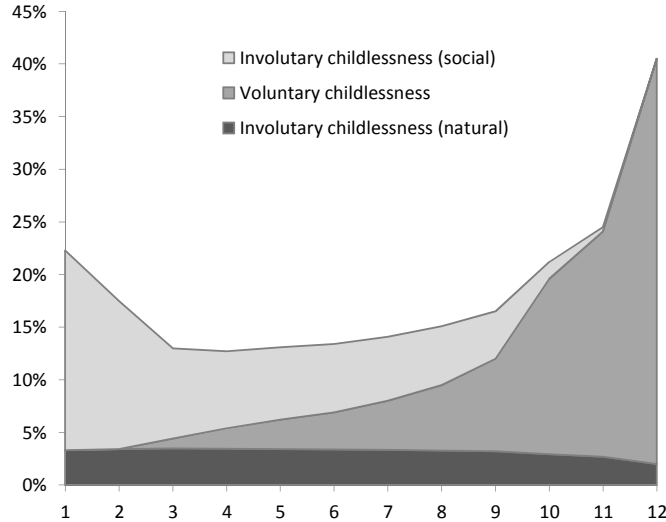 45%
40%
35%
30%
25%
20%
15%
10%
5%
0%
Involutary childlessness (social)
Voluntary childlessness
Involutary childlessness (natural)
1 2 3 4 5 6 7 8 9 10 11 12